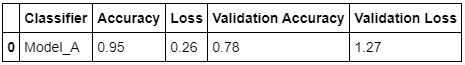 Classifier Accuracy Loss Validation Accuracy Validation Loss
0 Model_A 0.95 0.26 0.78 1.27